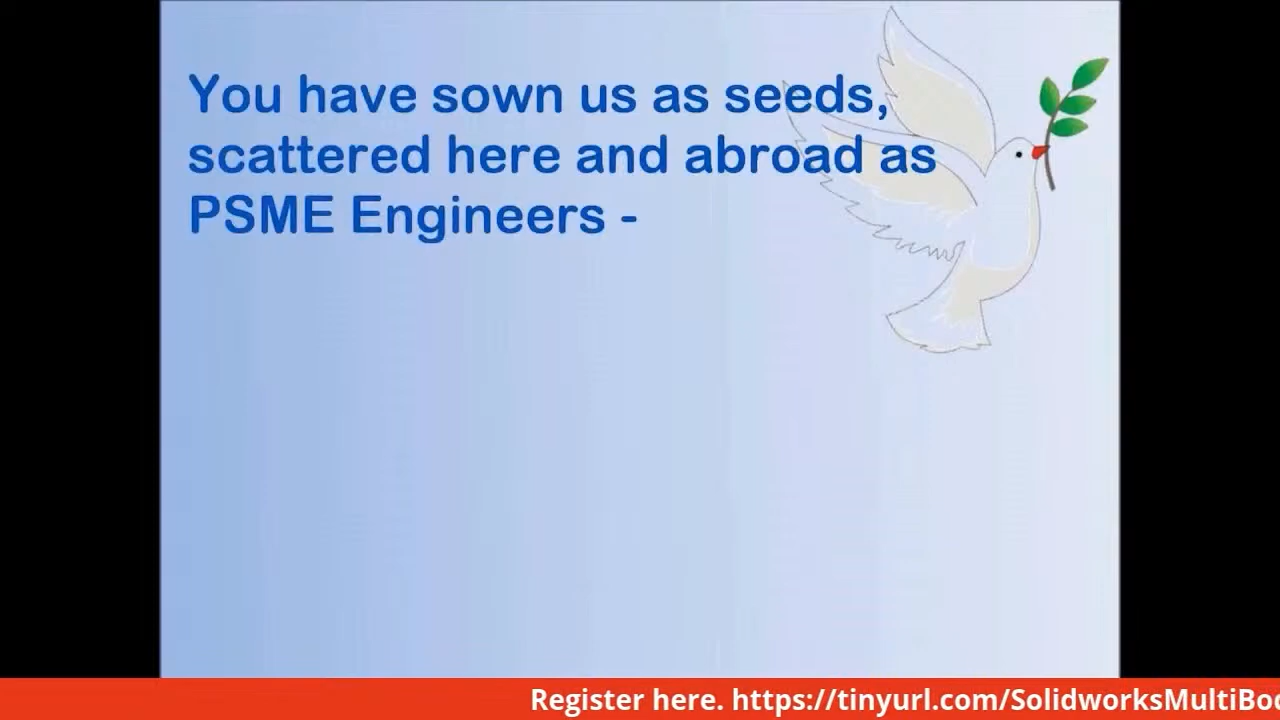 You have sown us as seeds,
scattered here and abroad as
PSME Engineers -
Register here. https://tinyurl.com/SolidworksMultiBo